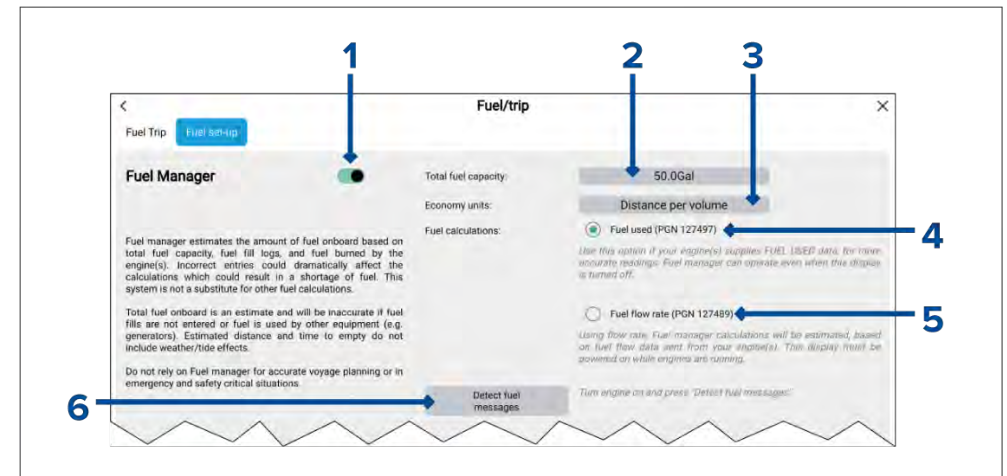 1 2 3
Fuel/trip
Fuel Trip Fuel set-up
Fuel Manager
Total fuel capacity: 50.0Gal
Economy units: Distance per volume
Fuel calculations: Fuel used (PGN 127497) 4
Fuel manager estimates the amount of fuel onboard based on
total fuel capacity, fuel fill logs, and fuel burned by the
engine(s). Incorrect entries could dramatically affect the
calculations which could result in a shortage of fuel. This
system is not a substitute for other fuel calculations.
Use this option if your engine(s) supplies FUEL USED data, for more
accurate readings. Fuel manager can operate even when this display
is turned off.
Total fuel onboard is an estimate and will be inaccurate if fuel
fills are not entered or fuel is used by other equipment (e.g.
generators). Estimated distance and time to empty do not
include weather/tide effects.
Fuel flow rate (PGN 127489) 5
Using flow rate, Fuel manager calculations will be estimated, based
on fuel flow data sent from your engine(s). This display must be
powered on while engines are running.
Do not rely on Fuel manager for accurate voyage planning or in
emergency and safety critical situations.
6 Detect fuel
messages
Turn engine on and press 'Detect fuel messages'.